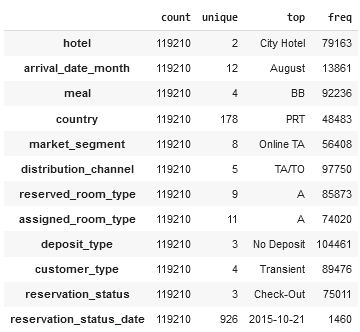 count unique top freq
hotel 119210 2 City Hotel 79163
arrival_date_month 119210 12 August 13861
meal 119210 4 BB 92236
country 119210 178 PRT 48483
market_segment 119210 8 Online TA 56408
distribution_channel 119210 5 TA/TO 97750
reserved_room_type 119210 9 A 85873
assigned_room_type 119210 11 A 74020
deposit_type 119210 3 No Deposit 104461
customer_type 119210 4 Transient 89476
reservation_status 119210 3 Check-Out 75011
reservation_status_date 119210 926 2015-10-21 1460